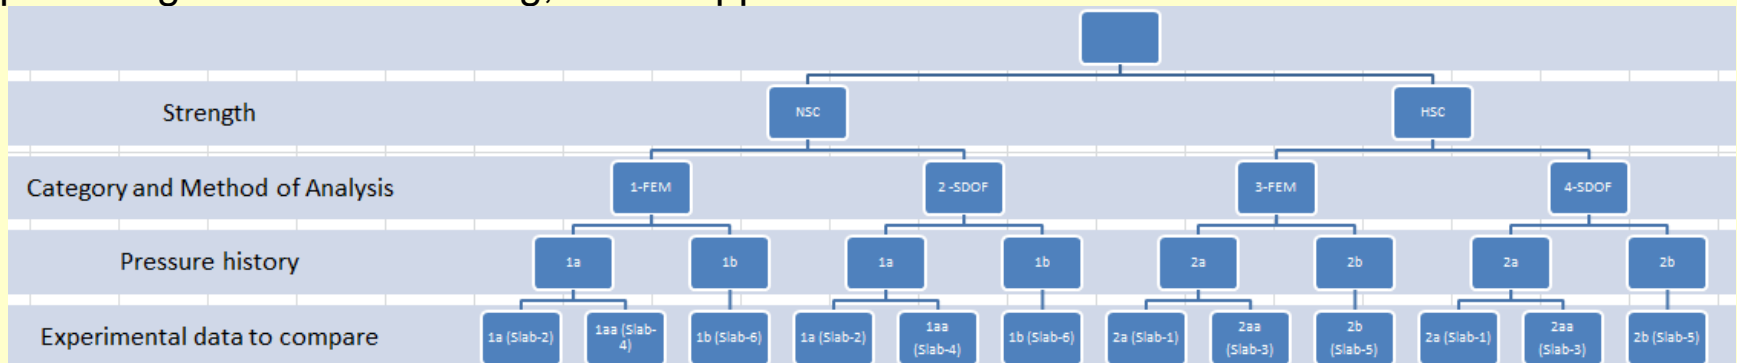 Strength
NSC
HSC
Category and Method of Analysis
1-FEM
2 -SDOF
3-FEM
4-SDOF
Pressure history
1a
1b
1a
1b
2a
2b
2a
2b
Experimental data to compare
1a (Slab-2)
1aa (Slab-
4)
1b (Slab-6)
1a (Slab-2)
1aa
(Slab-4)
1b (Slab-6)
2a (Slab-1)
2aa
(Slab-3)
2b
(Slab-5)
2a (Slab-1)
2aa
(Slab-3)
2b (Slab-5)